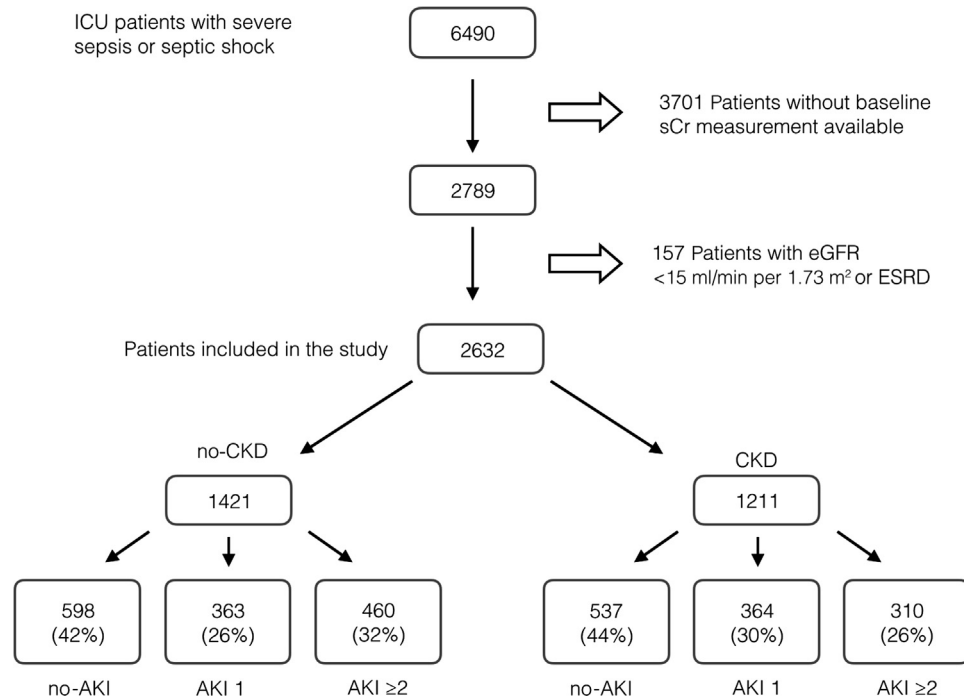 ICU patients with severe
sepsis or septic shock
6490
3701 Patients without baseline
sCr measurement available
2789
157 Patients with eGFR
<15 ml/min per 1.73 m² or ESRD
Patients included in the study
2632
no-CKD
CKD
1421
1211
598
(42%)
363
(26%)
460
(32%)
537
(44%)
364
(30%)
310
(26%)
no-AKI
AKI 1
AKI ≥2
no-AKI
AKI 1
AKI ≥2